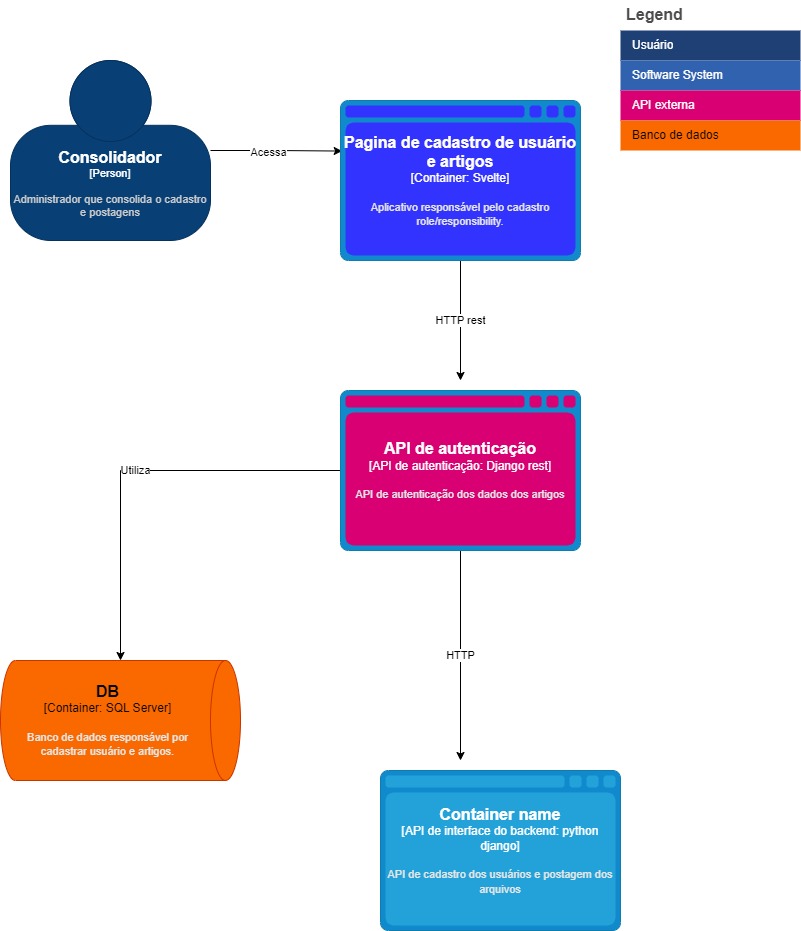 Legend
Usuário
Software System
API externa
Banco de dados
Consolidador
[Person]
Administrador que consolida o cadastro
e postagens
Acessa
Pagina de cadastro de usuário
e artigos
[Container: Svelte]
Aplicativo responsável pelo cadastro
role/responsibility.
HTTP rest
API de autenticação
[API de autenticação: Django rest]
API de autenticação dos dados dos artigos
Utiliza
HTTP
DB
[Container: SQL Server]
Banco de dados responsável por
cadastrar usuário e artigos.
Container name
[API de interface do backend: python
django]
API de cadastro dos usuários e postagem dos
arquivos